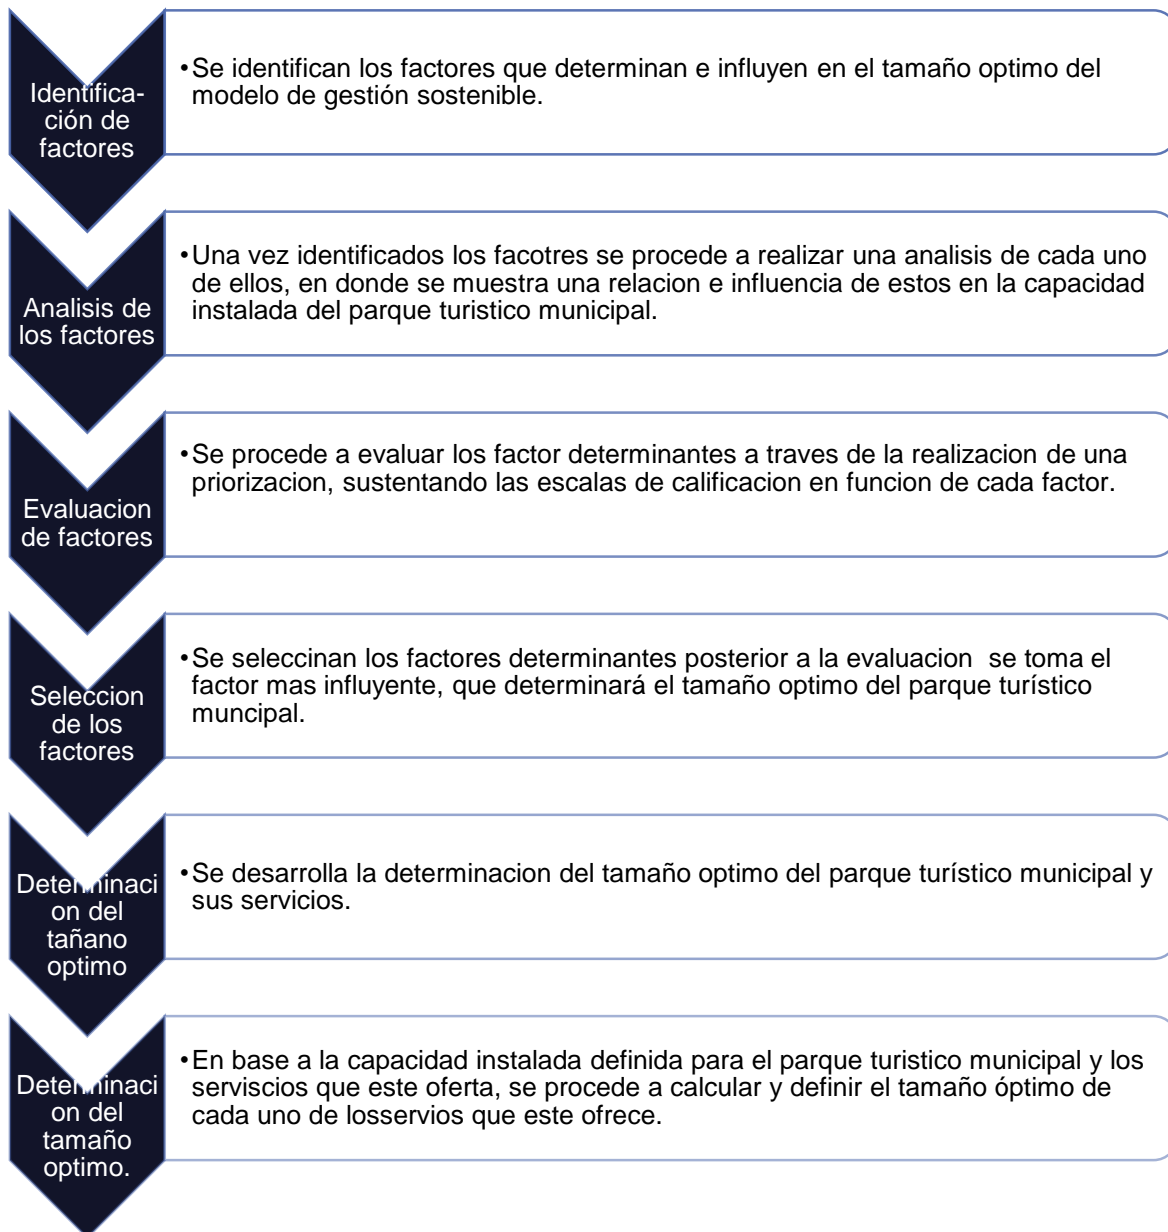 Identifica-
ción de
factores
•Se identifican los factores que determinan e influyen en el tamaño optimo del
modelo de gestión sostenible.
Analisis de
los factores
•Una vez identificados los facotres se procede a realizar una analisis de cada uno
de ellos, en donde se muestra una relacion e influencia de estos en la capacidad
instalada del parque turistico municipal.
Evaluacion
de factores
•Se procede a evaluar los factor determinantes a traves de la realizacion de una
priorizacion, sustentando las escalas de calificacion en funcion de cada factor.
Seleccion
de los
factores
•Se seleccinan los factores determinantes posterior a la evaluacion  se toma el
factor mas influyente, que determinará el tamaño optimo del parque turístico
muncipal.
Determinaci
on del
tañano
optimo
•Se desarrolla la determinacion del tamaño optimo del parque turístico municipal y
sus servicios.
Determinaci
on del
tamaño
optimo.
•En base a la capacidad instalada definida para el parque turistico municipal y los
serviscios que este oferta, se procede a calcular y definir el tamaño óptimo de
cada uno de losservios que este ofrece.